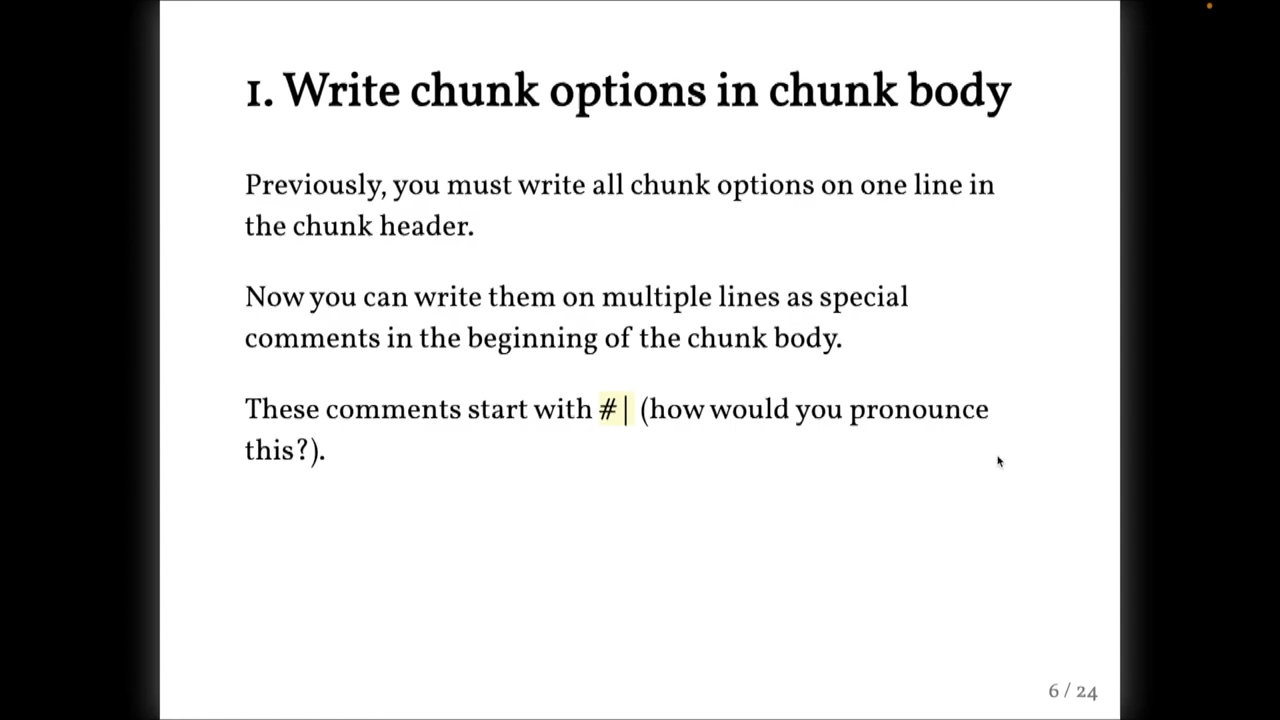 1. Write chunk options in chunk body
Previously, you must write all chunk options on one line in
the chunk header.
Now you can write them on multiple lines as special
comments in the beginning of the chunk body.
These comments start with #| (how would you pronounce
this?).
6 / 24